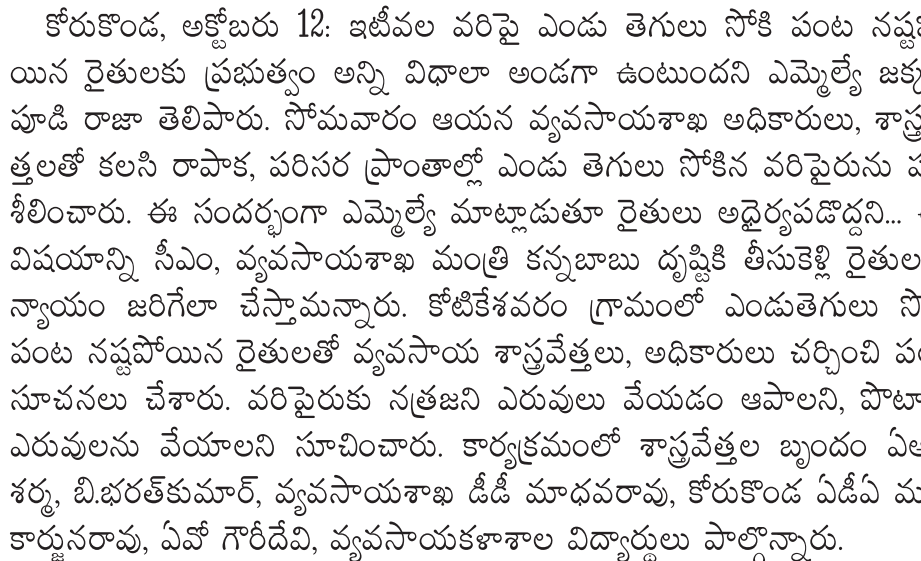 కోరుకొండ, అక్టోబరు 12: ఇటీవల వరిపై ఎండు తెగులు సోకి పంట
యిన రైతులకు ప్రభుత్వం అన్ని విధాలా అండగా ఉంటుందని ఎమ్మెల్యే
పూడి రాజా తెలిపారు. సోమవారం ఆయన వ్యవసాయశాఖ అధికారులు,
త్తలతో కలసి రాపాక, పరిసర ప్రాంతాల్లో ఎండు తెగులు సోకిన వరిపైరును
శీలించారు. ఈ సందర్భంగా ఎమ్మెల్యే మాట్లాడుతూ రైతులు అధైర్యపడొద్దని...
విషయాన్ని సీఎం, వ్యవసాయశాఖ మంత్రి కన్నబాబు దృష్టికి తీసుకెళ్లి రైతుల
న్యాయం జరిగేలా చేస్తామన్నారు. కోటికేశవరం గ్రామంలో ఎండుతెగులు
పంట నష్టపోయిన రైతులతో వ్యవసాయ శాస్త్రవేత్తలు, అధికారులు చర్చించి
సూచనలు చేశారు. వరిపైరుకు నత్రజని ఎరువులు వేయడం ఆపాలని,
ఎరువులను వేయాలని సూచించారు. కార్యక్రమంలో శాస్త్రవేత్తల బృందం
శర్మ, బి.భరత్‌కుమార్, వ్యవసాయశాఖ డీడీ మాధవరావు, కోరుకొండ ఏడీఏ
కార్జునరావు, ఏవో గౌరీదేవి, వ్యవసాయకళాశాల విద్యార్థులు పాల్గొన్నారు.